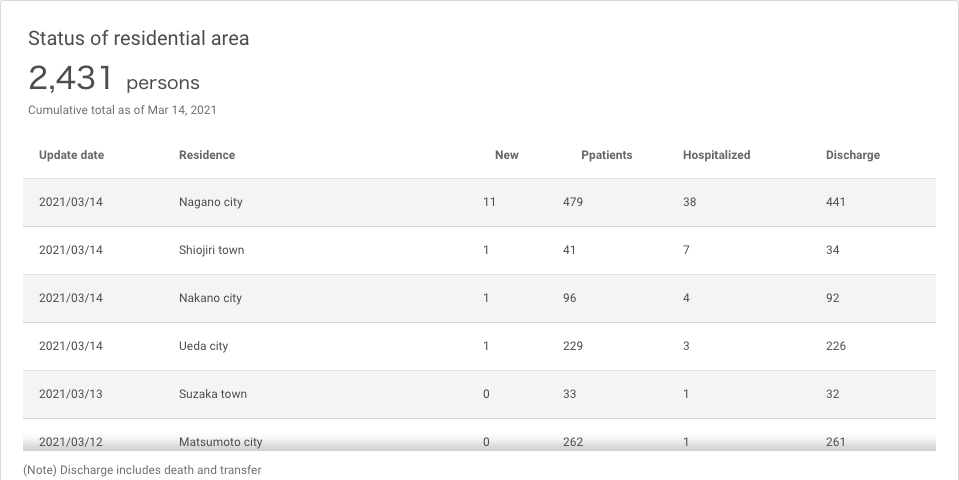 Status of residential area
2,431 persons
Cumulative total as of Mar 14, 2021
Update date Residence New Ppatients Hospitalized Discharge
2021/03/14 Nagano city 11 479 38 441
2021/03/14 Shiojiri town 1 41 7 34
2021/03/14 Nakano city 1 96 4 92
2021/03/14 Ueda city 1 229 3 226
2021/03/13 Suzaka town 0 33 1 32
2021/03/12 Matsumoto city 0 262 1 261
(Note) Discharge includes death and transfer